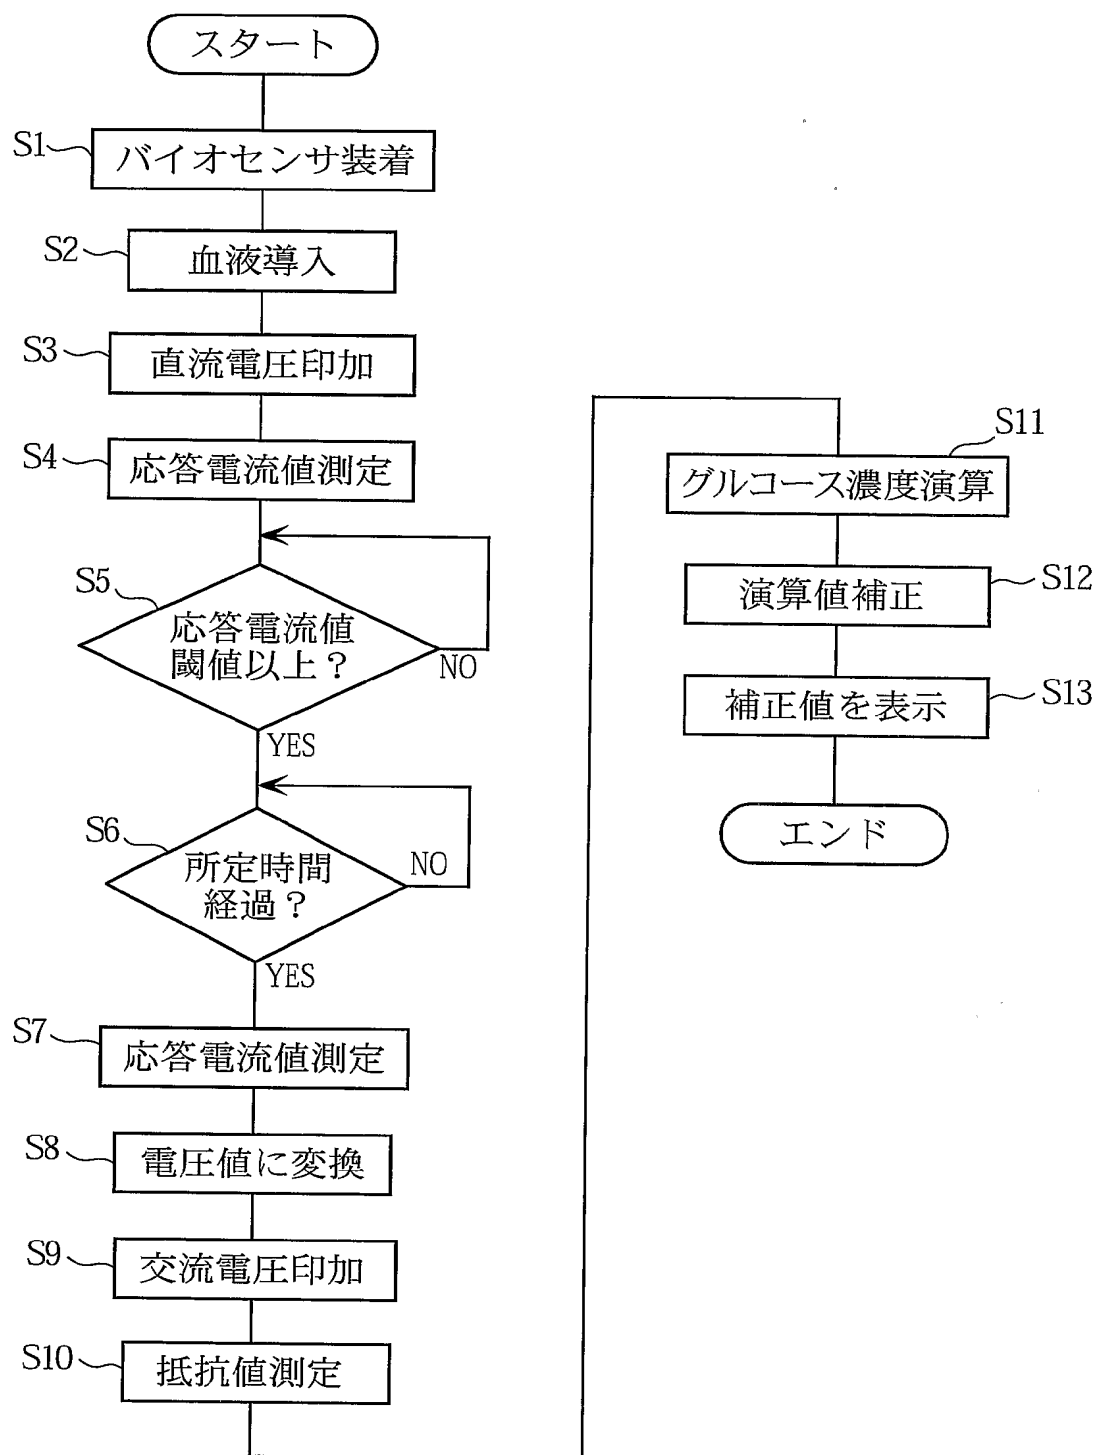 スタート
S1
バイオセンサ装着
S2
血液導入
S3
直流電圧印加
S4
応答電流値測定
S5
応答電流値
閾値以上？
NO
YES
S6
所定時間
経過？
NO
YES
S7
応答電流値測定
S8
電圧値に変換
S9
交流電圧印加
S10
抵抗値測定
S11
グルコース濃度演算
S12
演算値補正
S13
補正値を表示
エンド